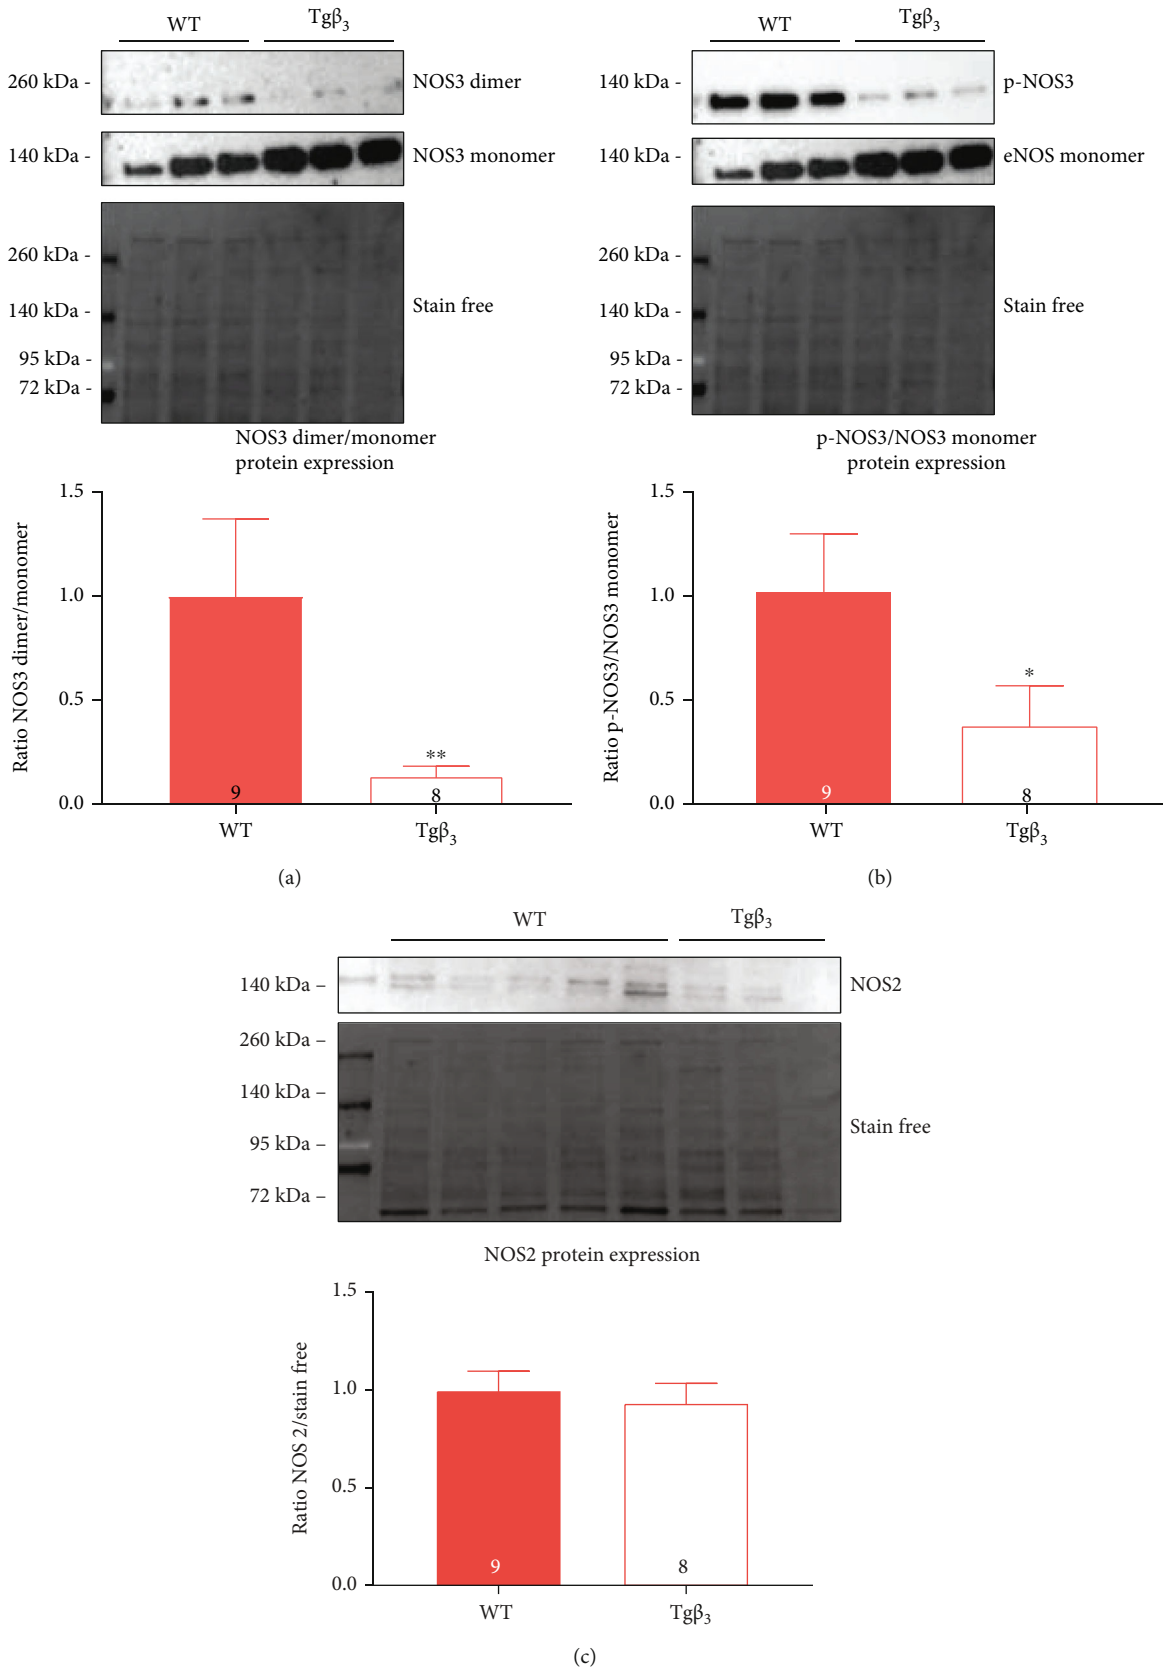 WT Tgβ3
260 kDa - NOS3 dimer
140 kDa - NOS3 monomer
260 kDa -
140 kDa - Stain free
95 kDa -
72 kDa -
NOS3 dimer/monomer
protein expression
Ratio NOS3 dimer/monomer
1.5
1.0
0.5
0.0
**
9 8
WT Tgβ3
(a)
WT Tgβ3
140 kDa - p-NOS3
140 kDa - eNOS monomer
260 kDa -
140 kDa - Stain free
95 kDa -
72 kDa -
p-NOS3/NOS3 monomer
protein expression
Ratio p-NOS3/NOS3 monomer
1.5
1.0
0.5
0.0
*
9 8
WT Tgβ3
(b)
WT Tgβ3
140 kDa – NOS2
260 kDa –
140 kDa –
Stain free
95 kDa –
72 kDa –
NOS2 protein expression
Ratio NOS 2/stain free
1.5
1.0
0.5
0.0
9 8
WT Tgβ3
(c)